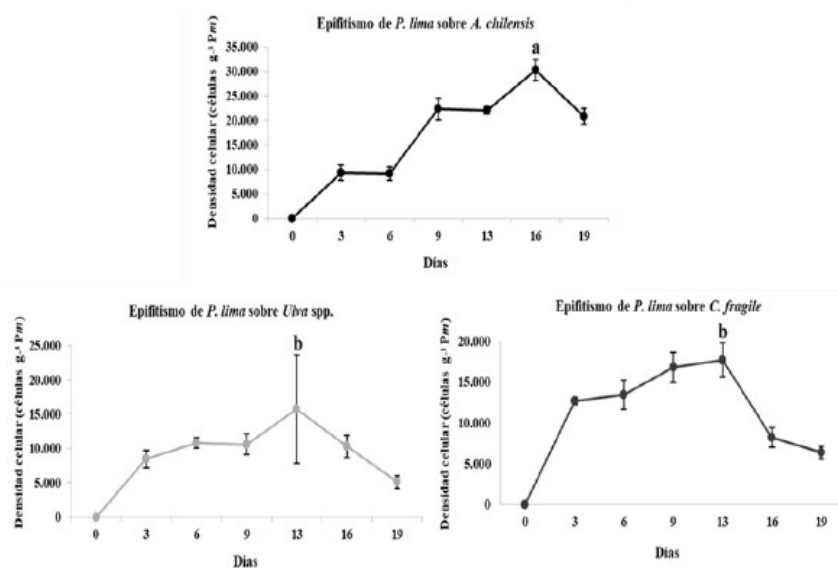 Epifitismo de P. lima sobre A. chilensis
Densidad celular (células g-¹ Pm)
35.000
30.000
25.000
20.000
15.000
10.000
5.000
0
a
0 3 6 9 13 16 19
Días
Epifitismo de P. lima sobre Ulva spp.
Densidad celular (células g-¹ Pm)
25.000
20.000
15.000
10.000
5.000
0
b
0 3 6 9 13 16 19
Días
Epifitismo de P. lima sobre C. fragile
Densidad celular (células g-¹ Pm)
20.000
15.000
10.000
5.000
0
b
0 3 6 9 13 16 19
Días